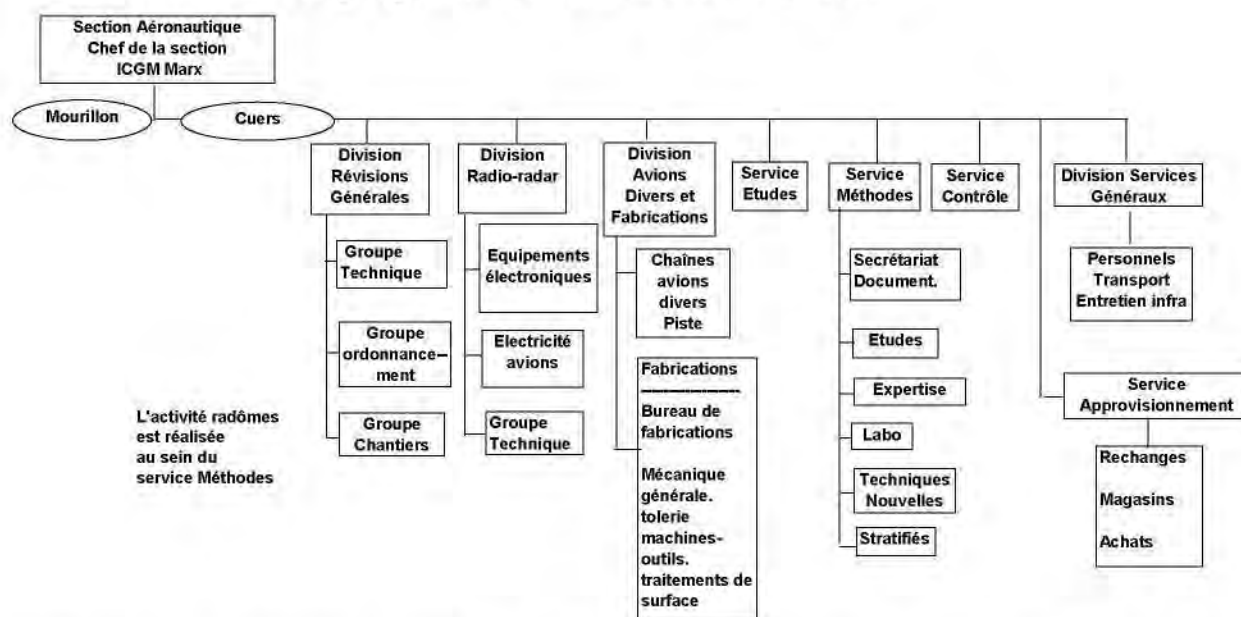 Section Aéronautique
Chef de la section
ICGM Marx
Mourillon
Cuers
Division
Révisions
Générales
Division
Radio-radar
Division
Avions
Divers et
Fabrications
Service
Etudes
Service
Méthodes
Service
Contrôle
Division Services
Généraux
Groupe
Technique
Groupe
ordonnance-
ment
Groupe
Chantiers
Equipements
électroniques
Electricité
avions
Groupe
Technique
Chaînes
avions
divers
Piste
Fabrications
--------------------
Bureau de
fabrications
Mécanique
générale.
tolerie
machines-
outils.
traitements de
surface
Secrétariat
Document.
Etudes
Expertise
Labo
Techniques
Nouvelles
Stratifiés
Personnels
Transport
Entretien infra
Service
Approvisionnement
Rechanges
Magasins
Achats
L'activité radômes
est réalisée
au sein du
service Méthodes